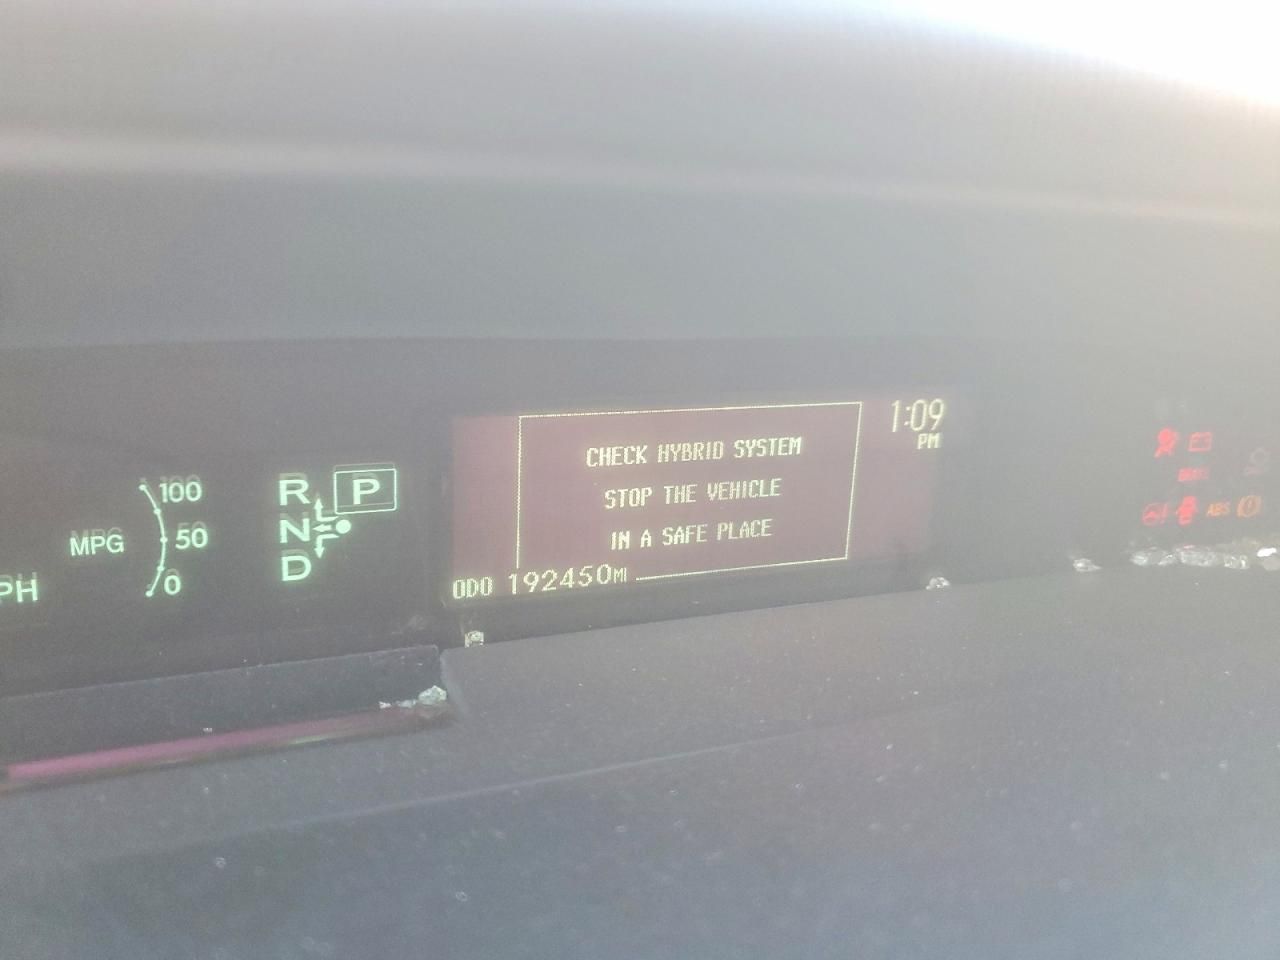 100
MPG 50
0
PH
R P
N
D
CHECK HYBRID SYSTEM
STOP THE VEHICLE
IN A SAFE PLACE
1:09
PM
ODO 192450MI
BRAKE
ABS